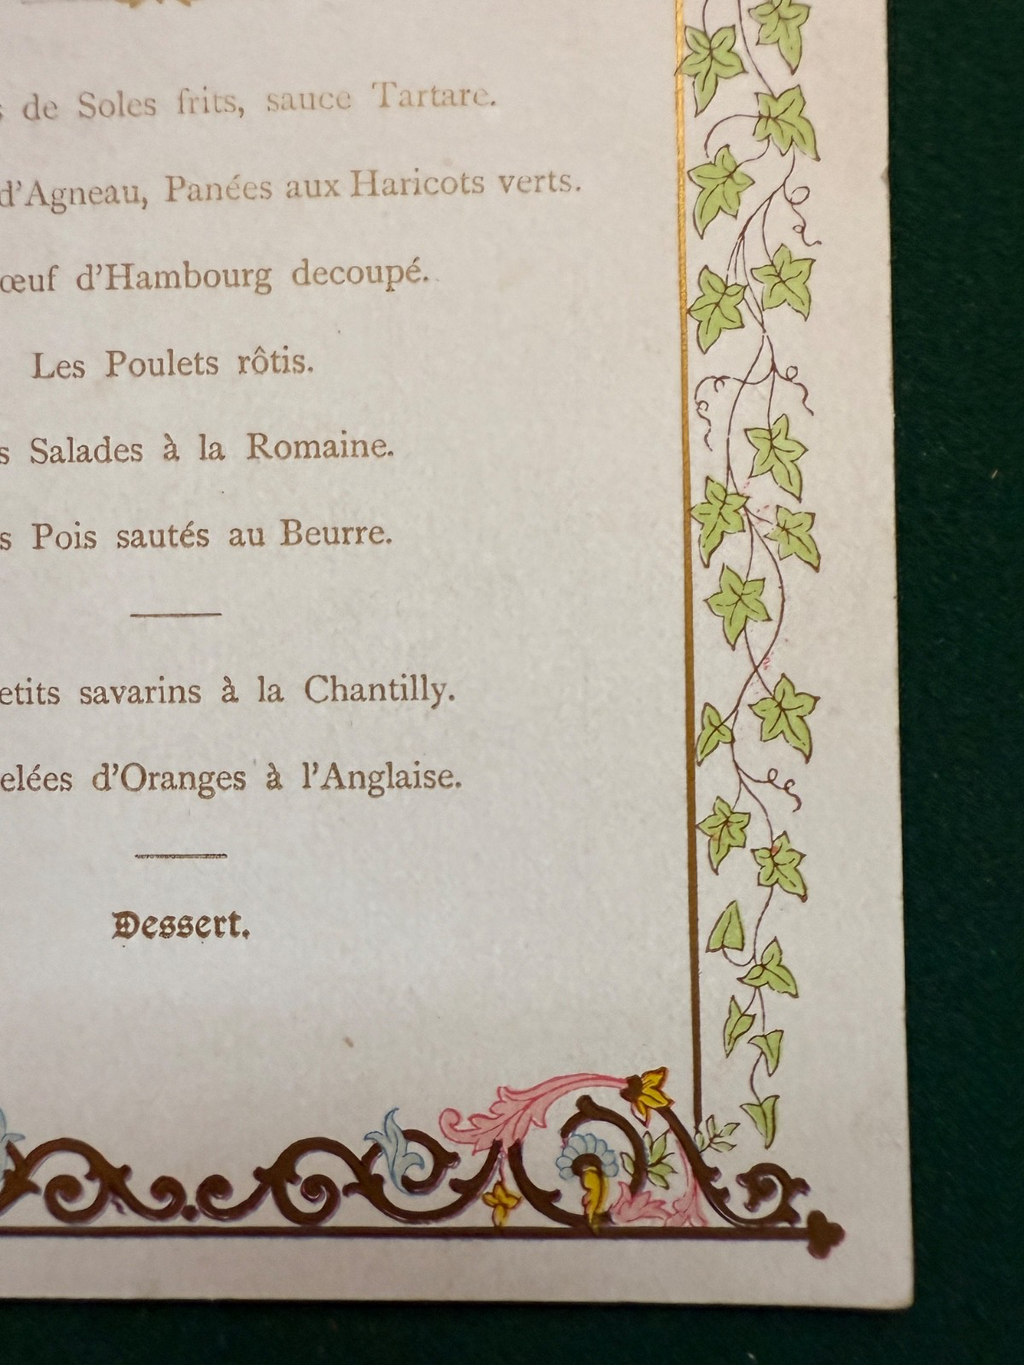 de Soles frits, sauce Tartare.
d'Agneau, Panées aux Haricots verts.
œuf d'Hambourg decoupé.
Les Poulets rôtis.
s Salades à la Romaine.
s Pois sautés au Beurre.
etits savarins à la Chantilly.
elées d'Oranges à l'Anglaise.
Dessert.